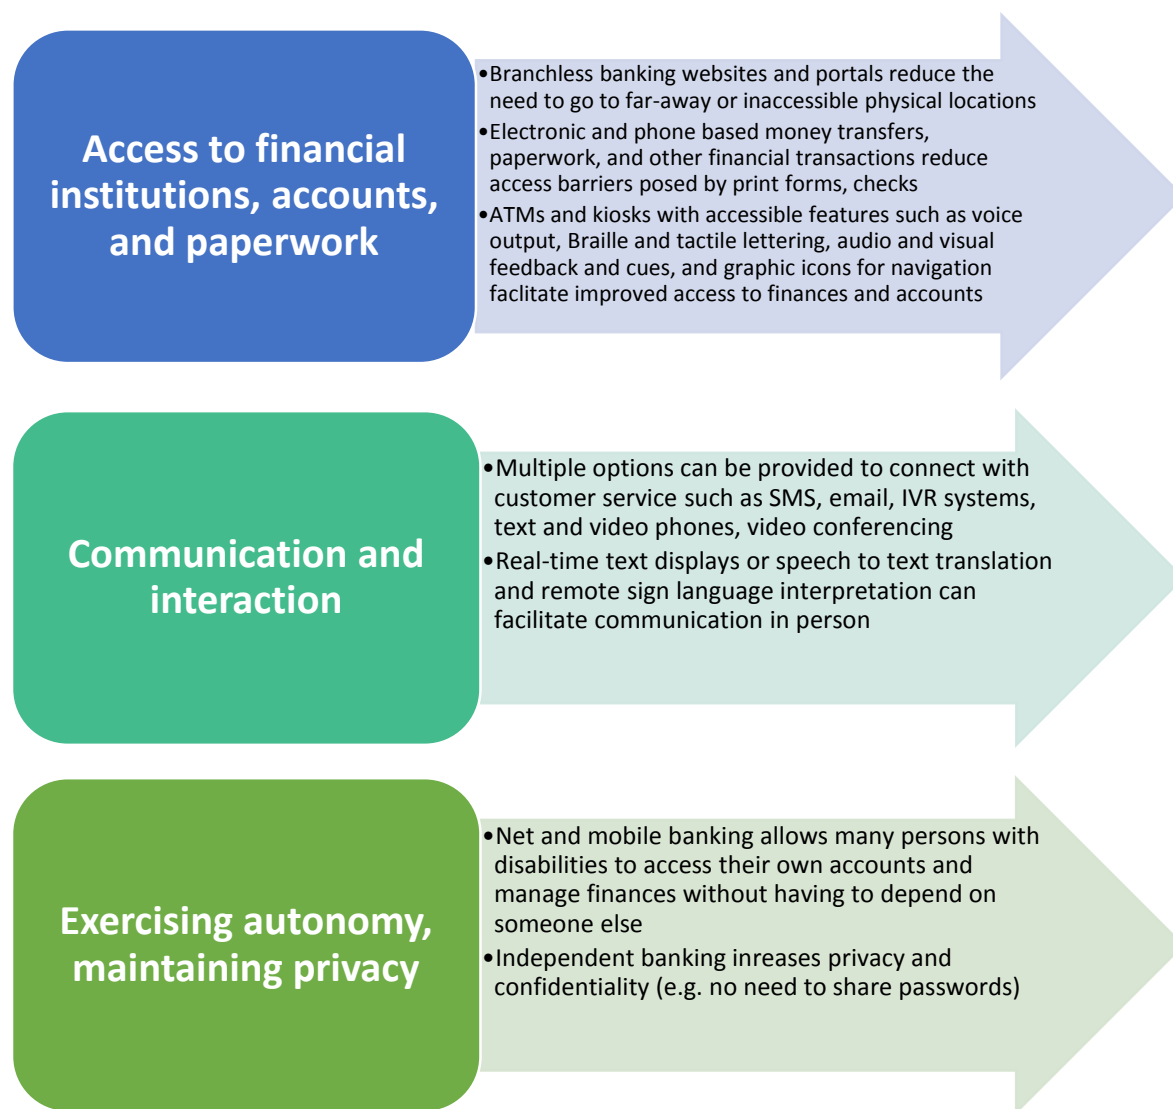 Access to financial
institutions, accounts,
and paperwork
•Branchless banking websites and portals reduce the
need to go to far-away or inaccessible physical locations
•Electronic and phone based money transfers,
paperwork, and other financial transactions reduce
access barriers posed by print forms, checks
•ATMs and kiosks with accessible features such as voice
output, Braille and tactile lettering, audio and visual
feedback and cues, and graphic icons for navigation
faclitate improved access to finances and accounts
Communication and
interaction
•Multiple options can be provided to connect with
customer service such as SMS, email, IVR systems,
text and video phones, video conferencing
•Real-time text displays or speech to text translation
and remote sign language interpretation can
facilitate communication in person
Exercising autonomy,
maintaining privacy
•Net and mobile banking allows many persons with
disabilities to access their own accounts and
manage finances without having to depend on
someone else
•Independent banking inreases privacy and
confidentiality (e.g. no need to share passwords)